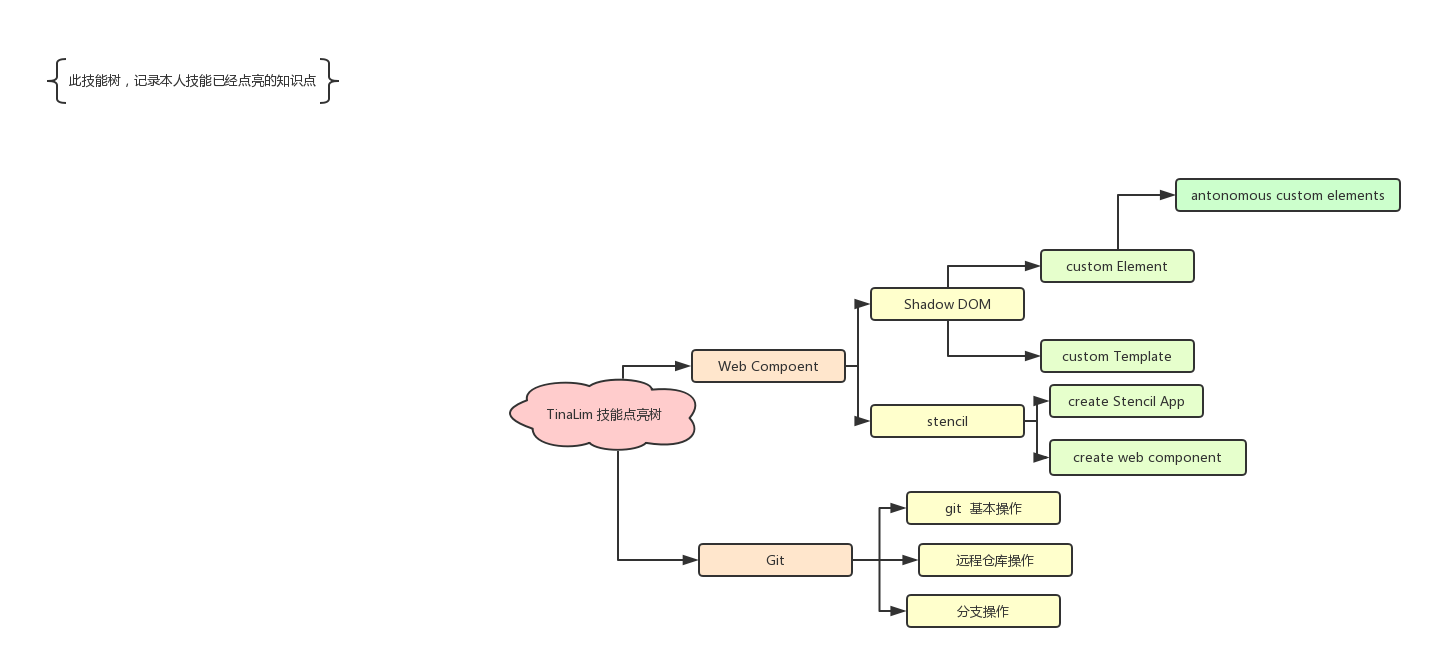 此技能树，记录本人技能已经点亮的知识点
antonomous custom elements
custom Element
Shadow DOM
custom Template
Web Compoent
create Stencil App
TinaLim 技能点亮树
stencil
create web component
git 基本操作
Git
远程仓库操作
分支操作